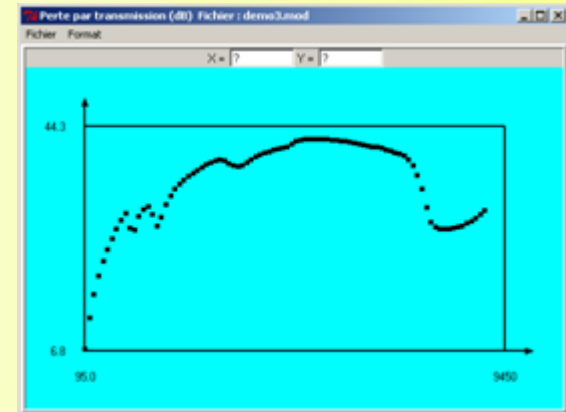 Perte par transmission (dB) Fichier : demo3.mod
Fichier Format
X = ? Y = ?
44.3
6.8
95.0 9450